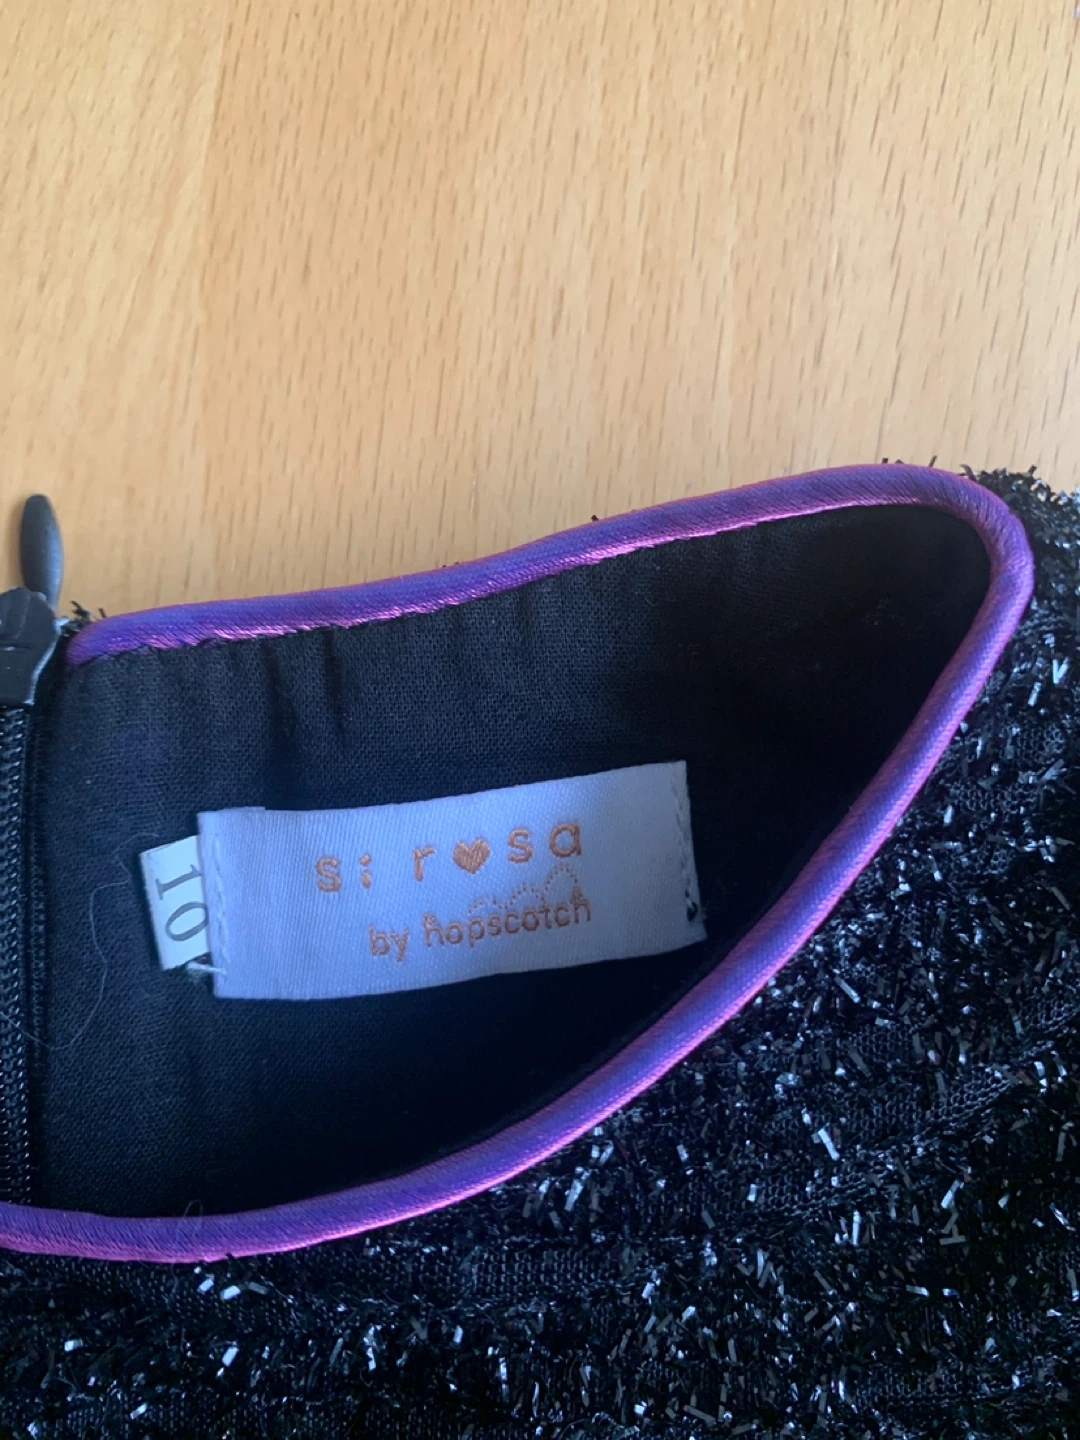 si r♥sa
by hopscotch
10